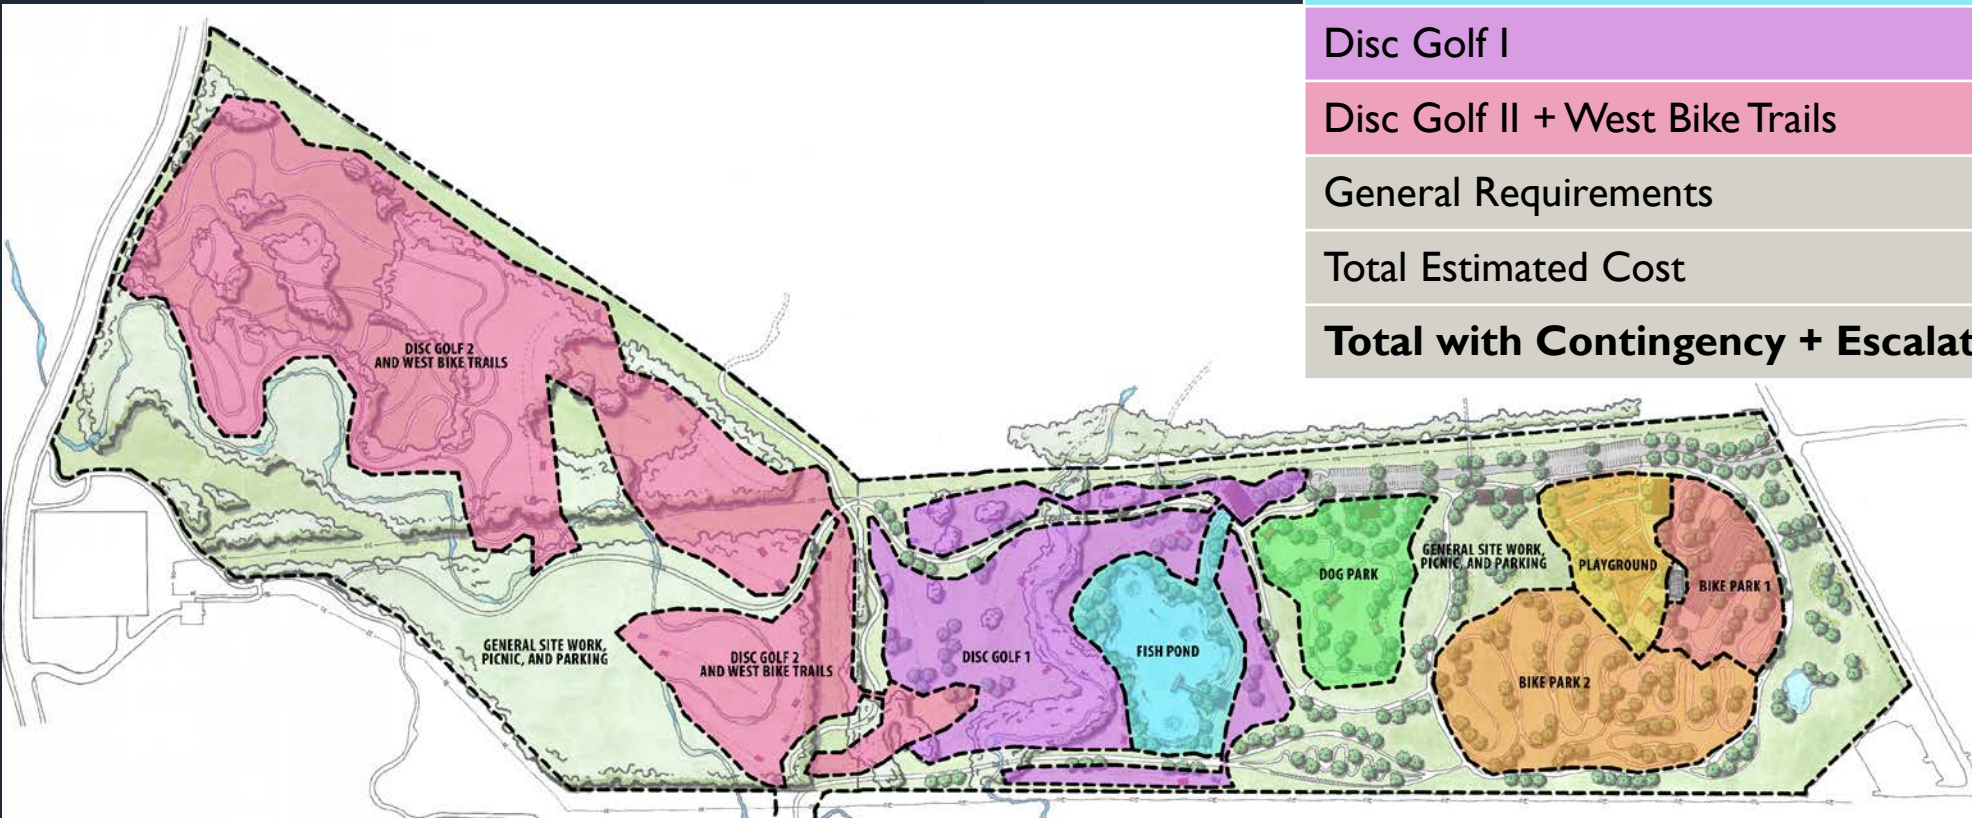 Disc Golf I
Disc Golf II + West Bike Trails
General Requirements
Total Estimated Cost
Total with Contingency + Escalat
DISC GOLF 2
AND WEST BIKE TRAILS
GENERAL SITE WORK,
PICNIC, AND PARKING
DISC GOLF 2
AND WEST BIKE TRAILS
DISC GOLF 1
FISH POND
DOG PARK
GENERAL SITE WORK,
PICNIC, AND PARKING
PLAYGROUND
BIKE PARK 1
BIKE PARK 2